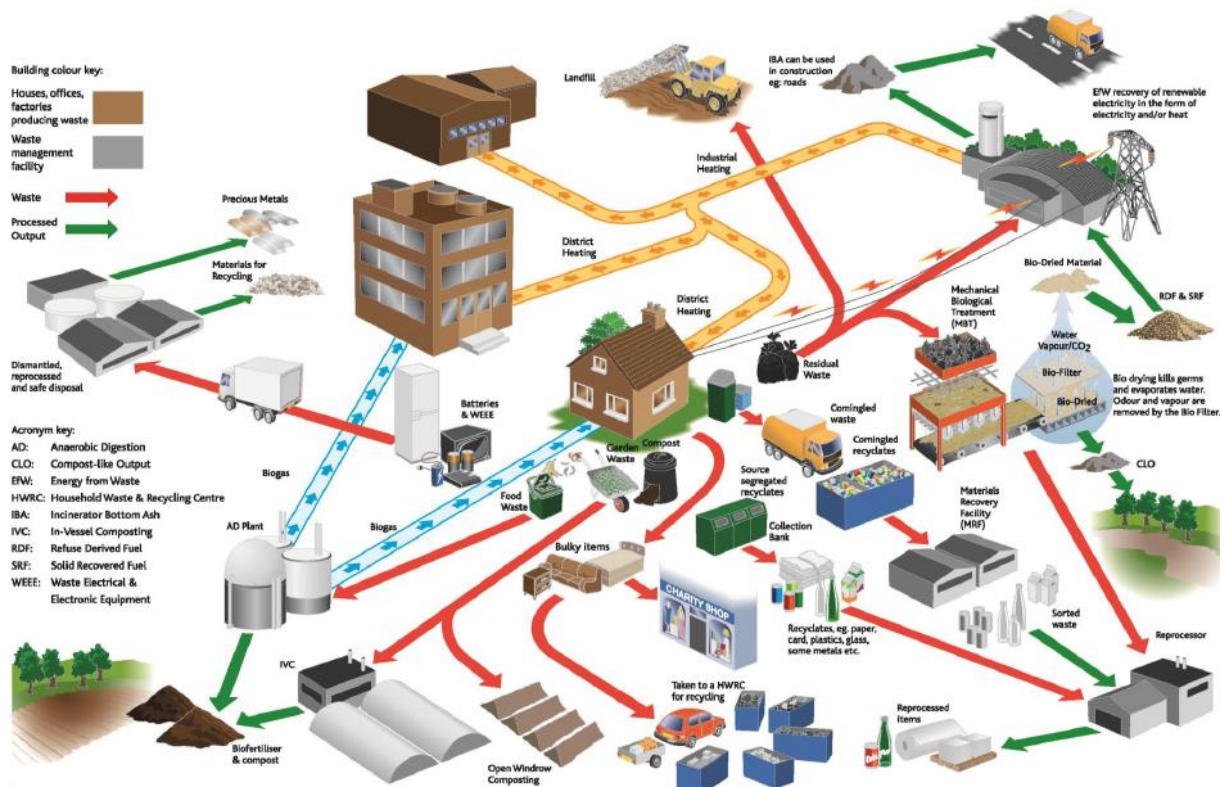 Building colour key:
Houses, offices,
factories
producing waste
Waste
management
facility
Waste
Processed
Output
Precious Metals
Materials for
Recycling
Dismantled,
reprocessed
and safe disposal
Acronym key:
AD: Anaerobic Digestion
CLO: Compost-like Output
EfW: Energy from Waste
HWRC: Household Waste & Recycling Centre
IBA: Incinerator Bottom Ash
IVC: In-Vessel Composting
RDF: Refuse Derived Fuel
SRF: Solid Recovered Fuel
WEEE: Waste Electrical &
Electronic Equipment
Landfill
IBA can be used
in construction
eg: roads
EfW recovery of renewable
electricity in the form of
electricity and/or heat
Industrial
Heating
District
Heating
District
Heating
Bio-Dried Material
RDF & SRF
Mechanical
Biological
Treatment
(MBT)
Water
Vapour/CO2
Bio-Filter
Bio-Dried
Bio drying kills germs
and evaporates water.
Odour and vapour are
removed by the Bio Filter.
Residual
Waste
Batteries
& WEEE
Biogas
Biogas
AD Plant
Food
Waste
Garden
Waste
Compost
Comingled
waste
Comingled
recyclates
Source
segregated
recyclates
Collection
Bank
CLO
Materials
Recovery
Facility
(MRF)
Bulky items
CHARITY SHOP
Recyclates, eg. paper,
card, plastics, glass,
some metals etc.
Sorted
waste
Reprocessor
IVC
Biofertiliser
& compost
Open Windrow
Composting
Taken to a HWRC
for recycling
Reprocessed
items